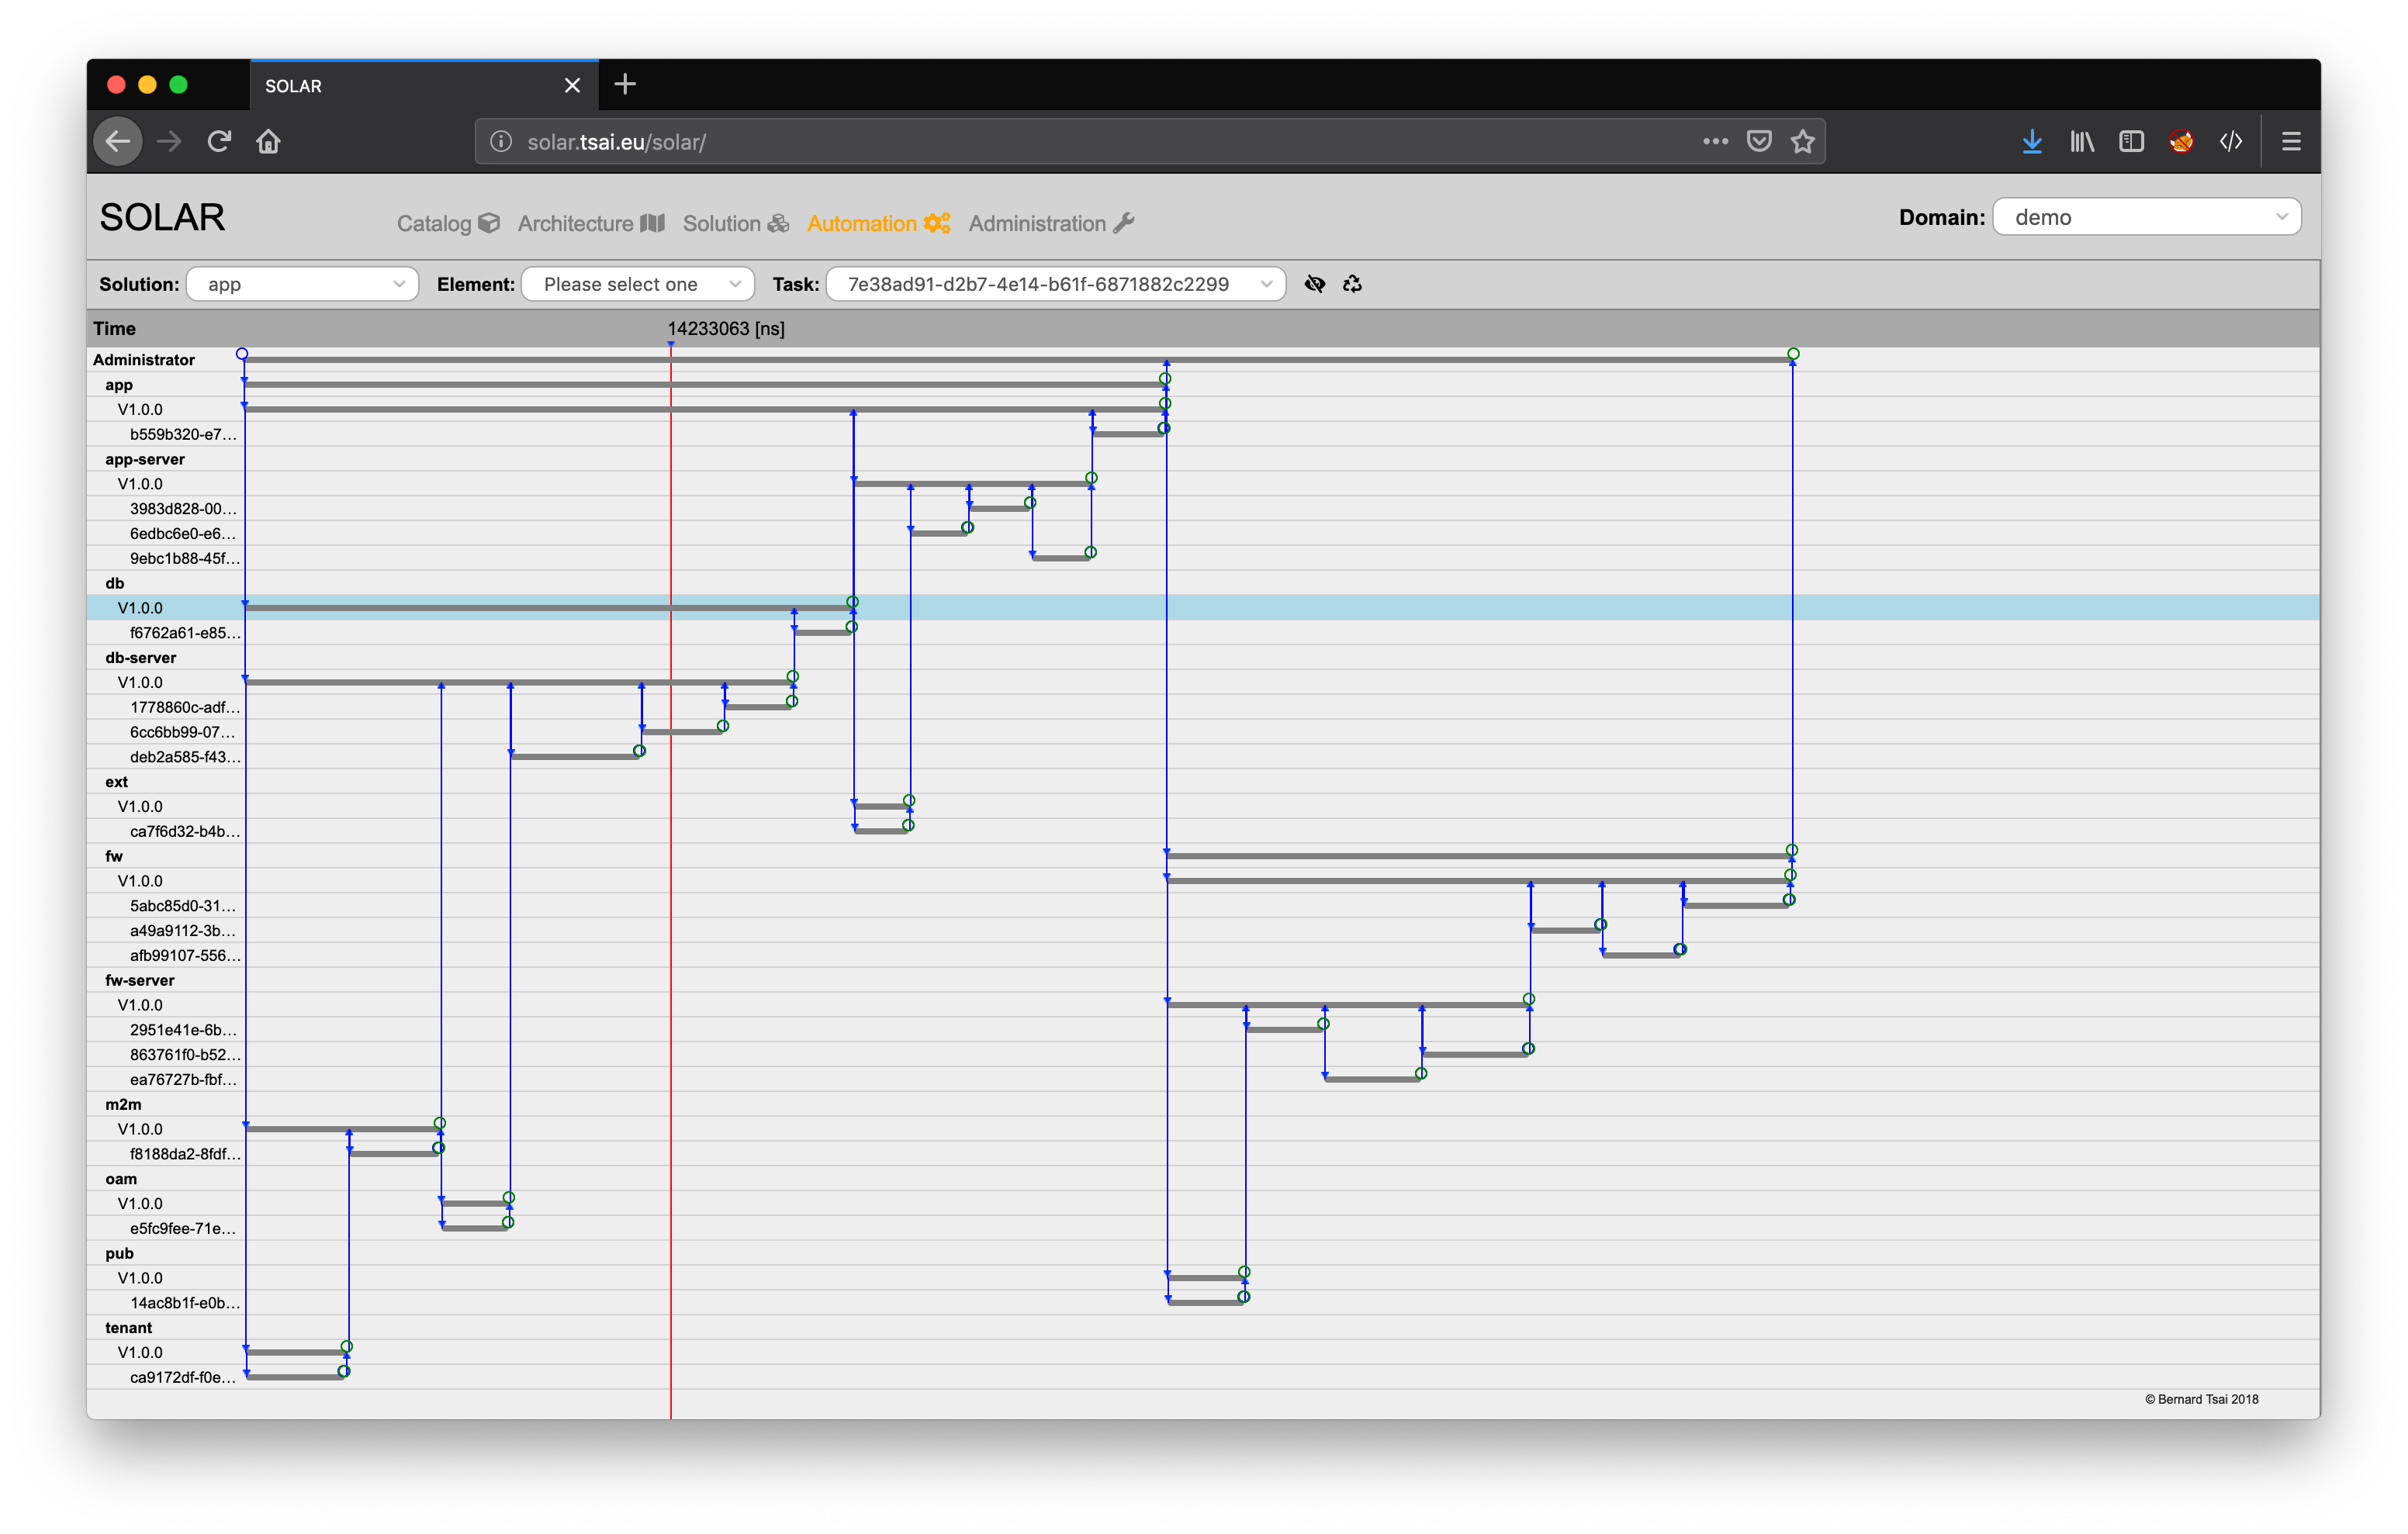 SOLAR
solar.tsai.eu/solar/
SOLAR
Catalog Architecture Solution Automation Administration
Domain: demo
Solution: app Element: Please select one Task: 7e38ad91-d2b7-4e14-b61f-6871882c2299
Time 14233063 [ns]
Administrator
app
V1.0.0
b559b320-e7...
app-server
V1.0.0
3983d828-00...
6edbc6e0-e6...
9ebc1b88-45f...
db
V1.0.0
f6762a61-e85...
db-server
V1.0.0
1778860c-adf...
6cc6bb99-07...
deb2a585-f43...
ext
V1.0.0
ca7f6d32-b4b...
fw
V1.0.0
5abc85d0-31...
a49a9112-3b...
afb99107-556...
fw-server
V1.0.0
2951e41e-6b...
863761f0-b52...
ea76727b-fbf...
m2m
V1.0.0
f8188da2-8fdf...
oam
V1.0.0
e5fc9fee-71e...
pub
V1.0.0
14ac8b1f-e0b...
tenant
V1.0.0
ca9172df-f0e...
© Bernard Tsai 2018